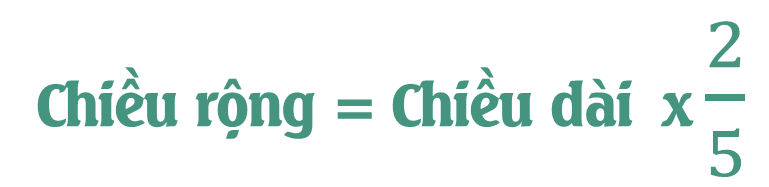 Chiều rộng = Chiều dài x 2/5